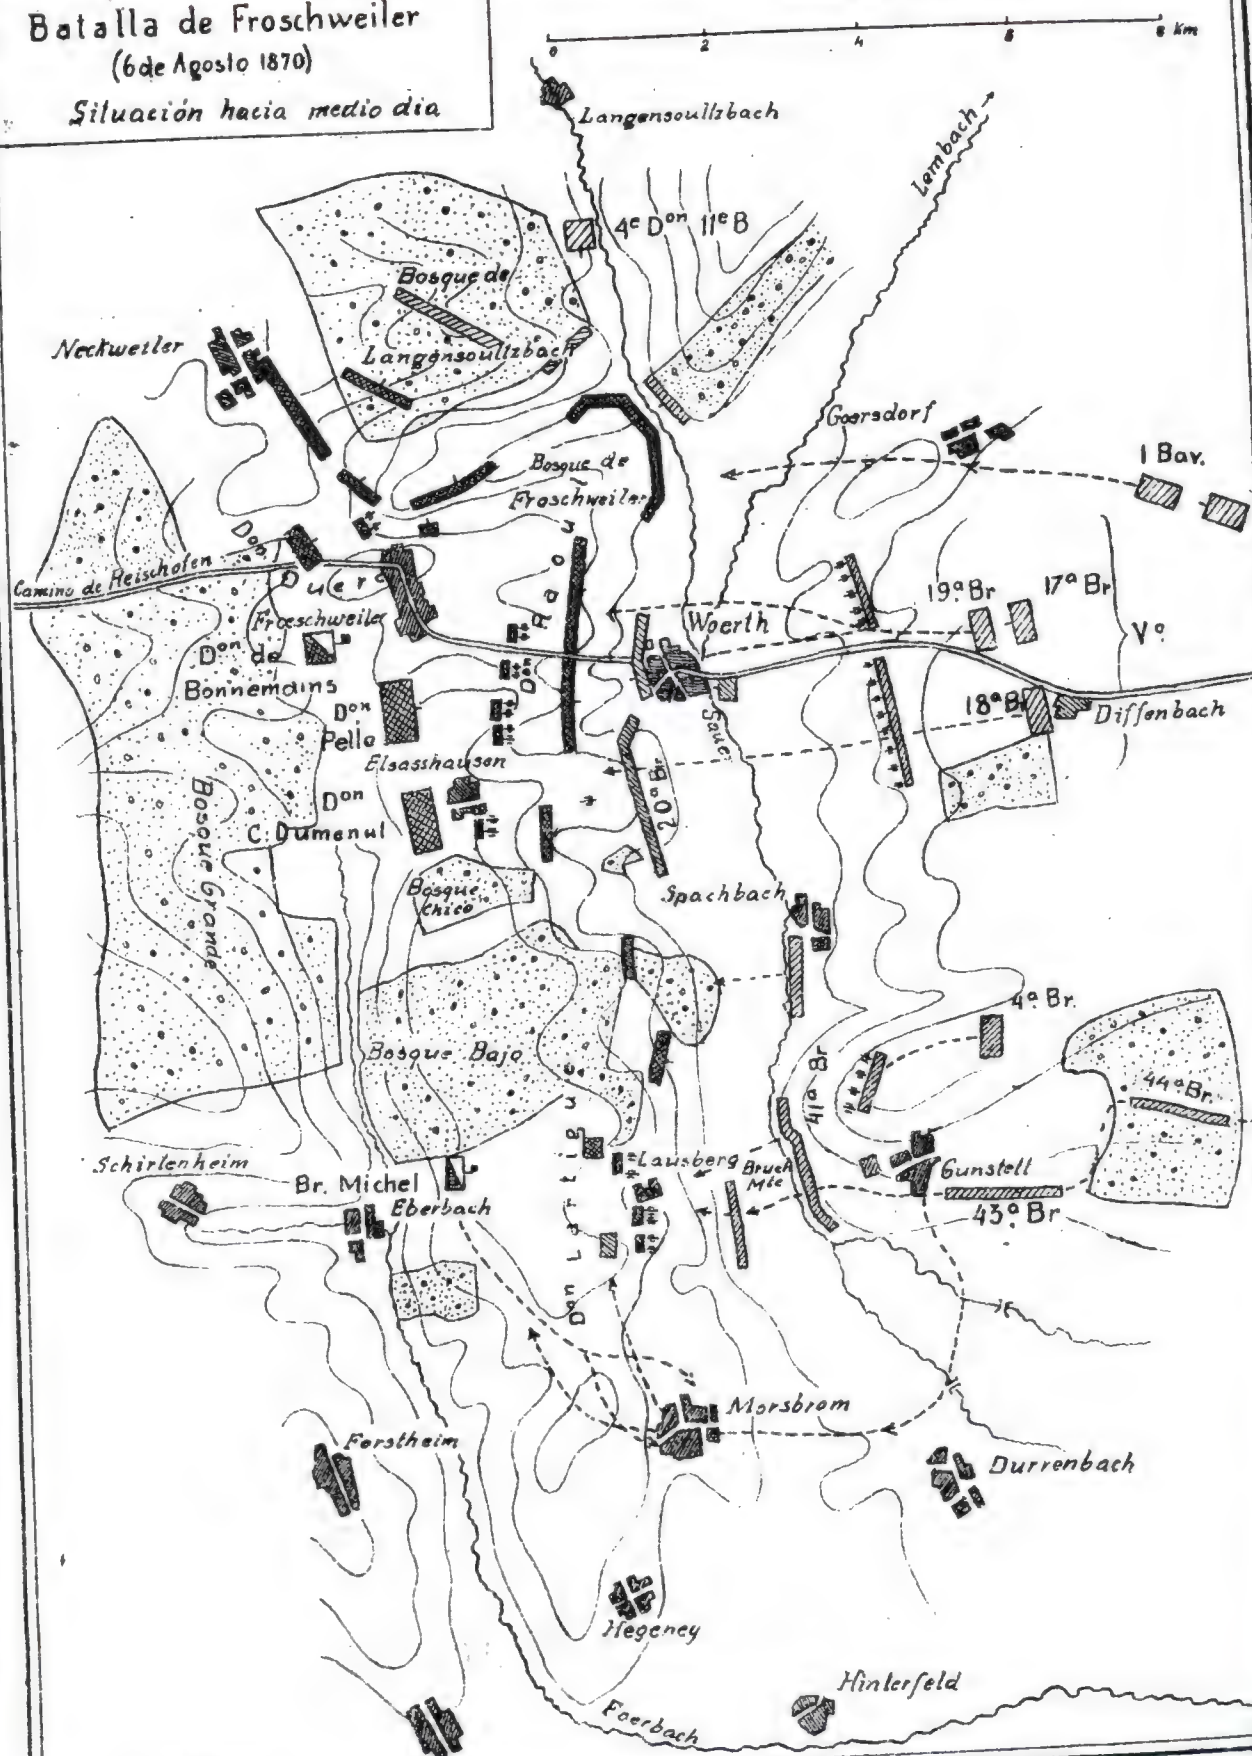 Batalla de Froschweiler
(6 de Agosto 1870)
Situación hacia medio dia
0 2 4 6 8 Km
Langensoultzbach
Lembach
4e Don 11e B
Bosque de
Langensoultzbach
Neckweiler
Goersdorf
1 Bav.
Bosque de
Froschweiler
Don
Camino de Reischofen
Froeschweiler
Don Raou
Woerth
19a Br
17a Br
Vo
Don de
Bonnemains
18a Br
Diffenbach
Don
Pelle
Sauer
Elsasshausen
20a Br
Don
C. Dumenul
Bosque Grande
Bosque
Chico
Spachbach
4a Br.
Bosque Bajo
41a Br
44a Br.
Don Lartigue
Schirlenheim
Lausberg
Bruch
Mte
Gunstett
Br. Michel
Eberbach
43a Br
Morsbrom
Forstheim
Durrenbach
Hegeney
Hinterfeld
Eoerbach